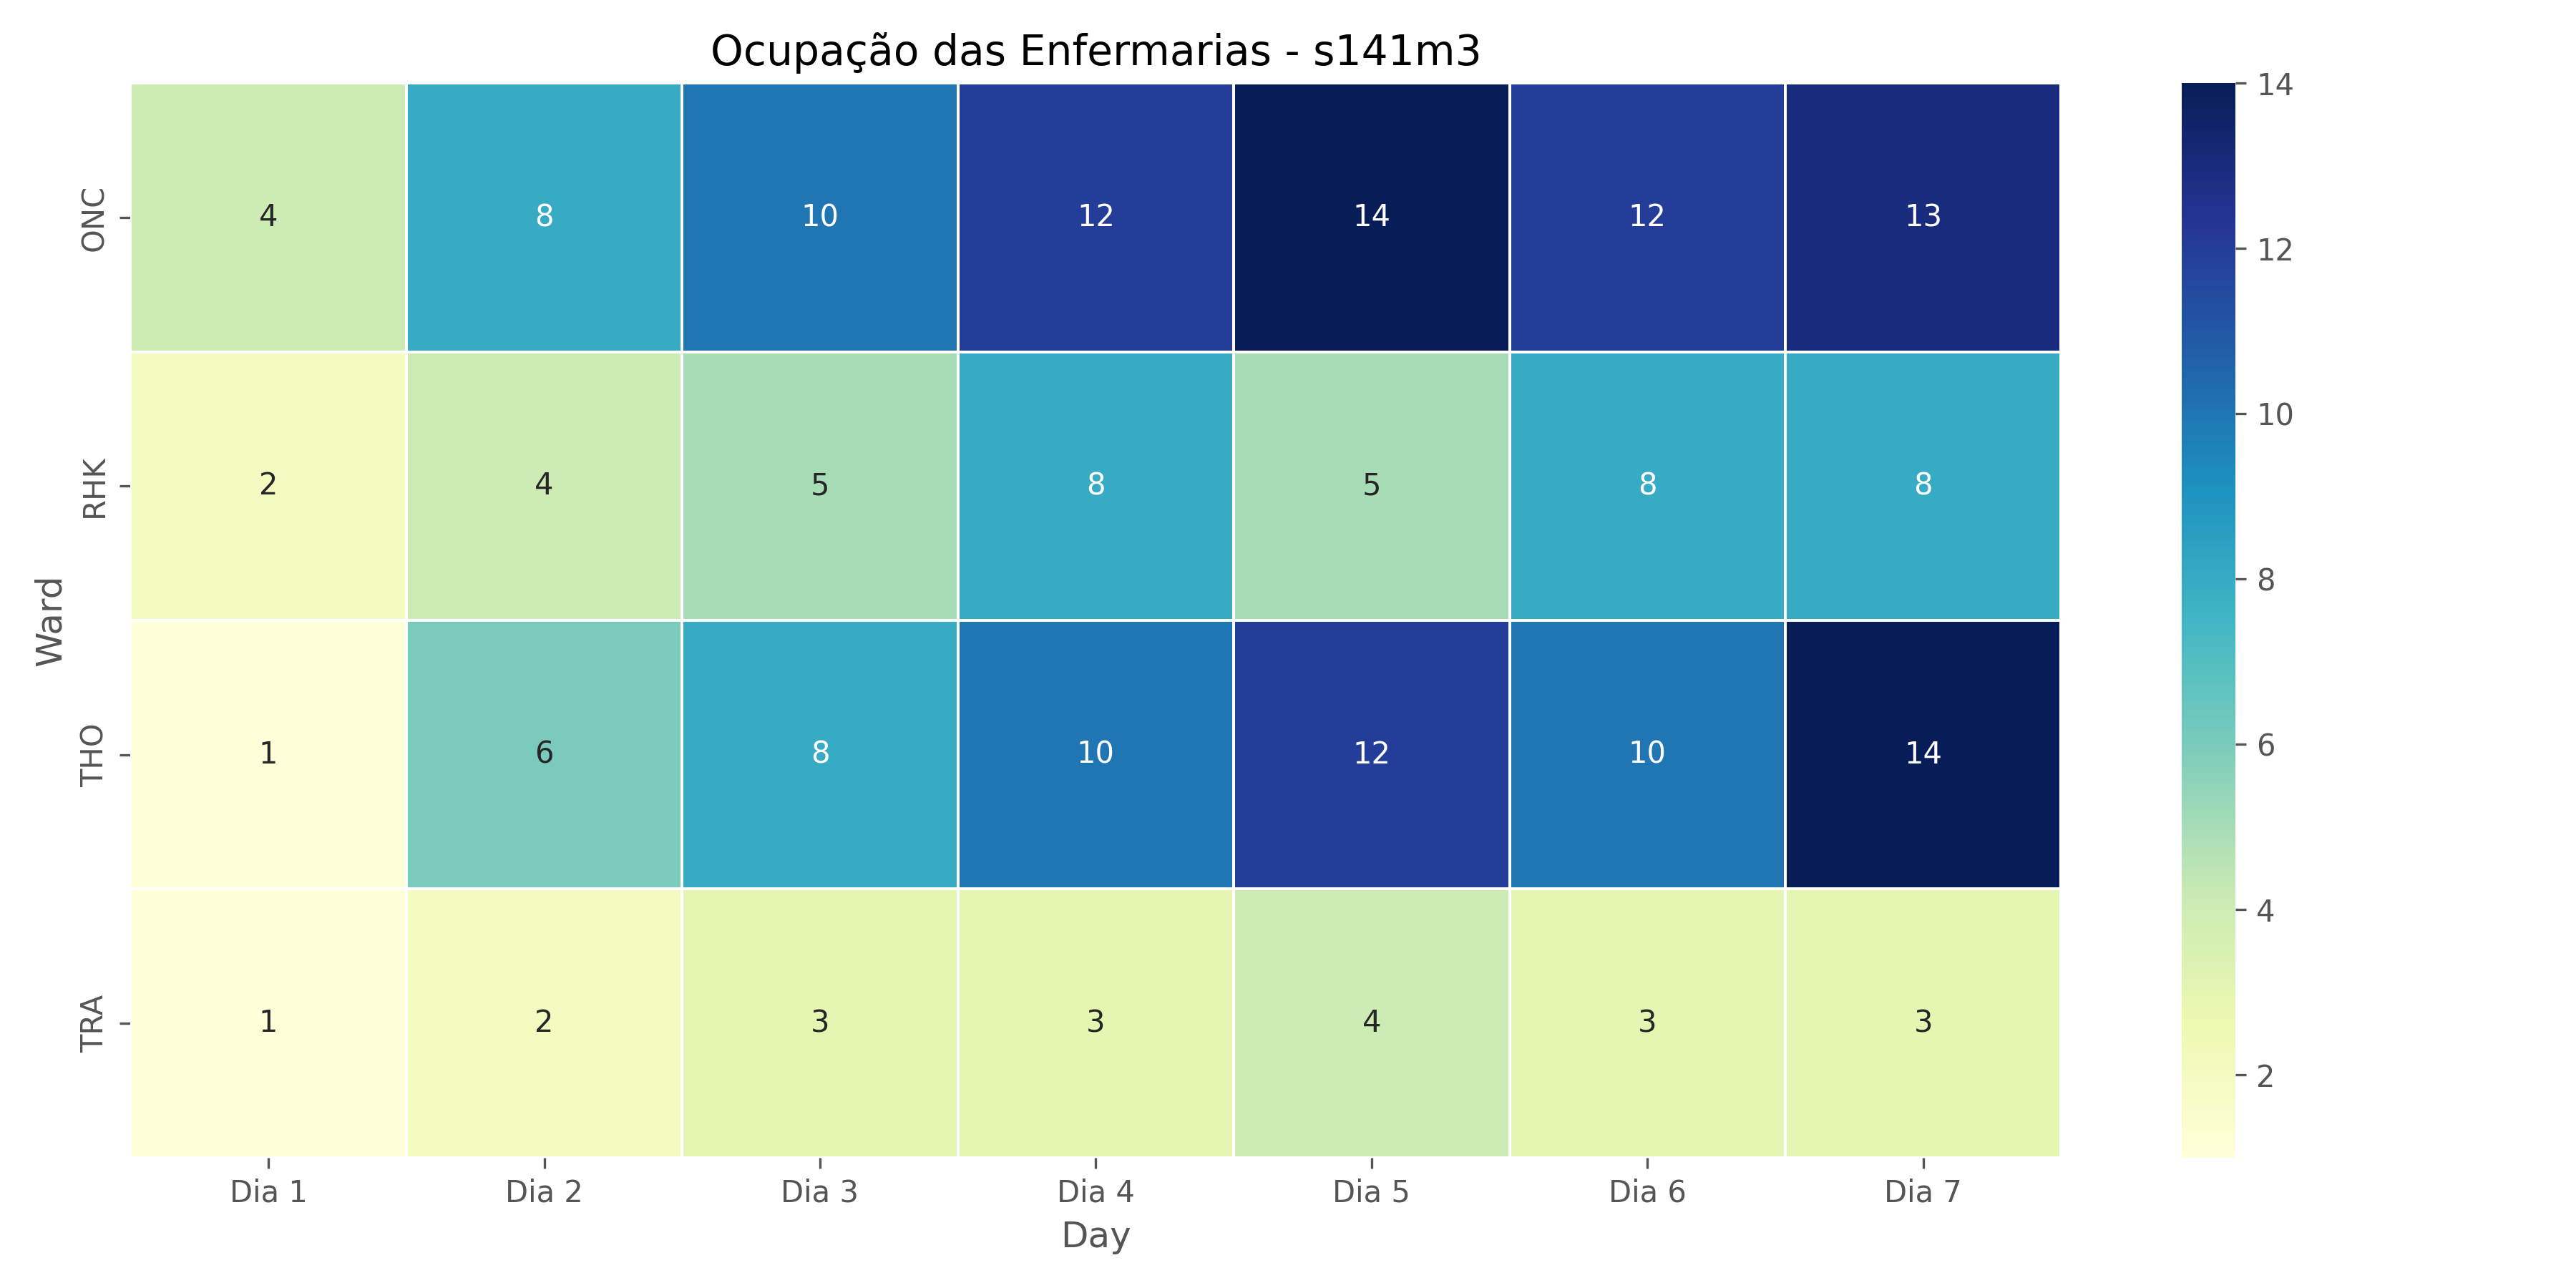 Ocupação das Enfermarias - s141m3
Ward
ONC 4 8 10 12 14 12 13
RHK 2 4 5 8 5 8 8
THO 1 6 8 10 12 10 14
TRA 1 2 3 3 4 3 3
Dia 1 Dia 2 Dia 3 Dia 4 Dia 5 Dia 6 Dia 7
Day
14
12
10
8
6
4
2